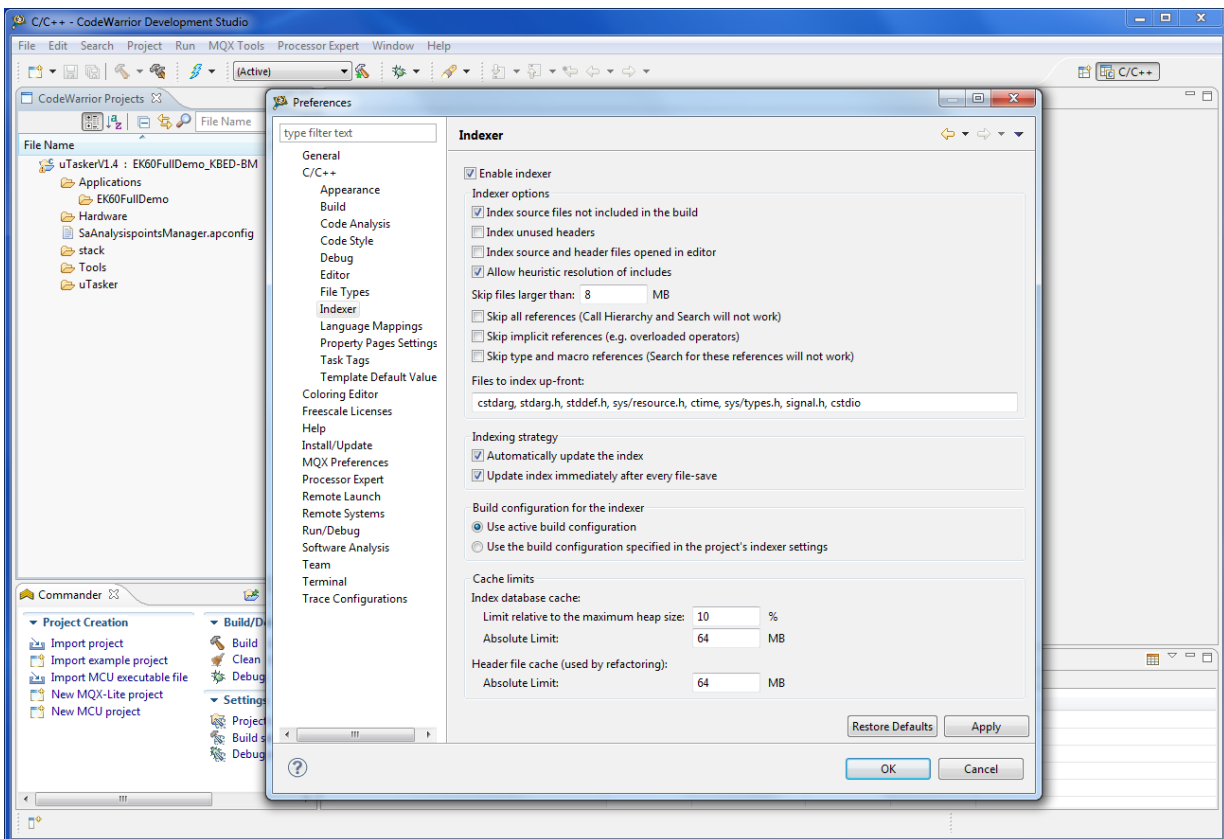 C/C++ - CodeWarrior Development Studio
File Edit Search Project Run MQX Tools Processor Expert Window Help
(Active)
C/C++
CodeWarrior Projects
File Name
File Name
uTaskerV1.4 : EK60FullDemo_KBED-BM
Applications
EK60FullDemo
Hardware
SaAnalysispointsManager.apconfig
stack
Tools
uTasker
Commander
Project Creation
Import project
Import example project
Import MCU executable file
New MQX-Lite project
New MCU project
Build/D
Build
Clean
Debug
Settings
Project
Build s
Debug
Preferences
type filter text
General
C/C++
Appearance
Build
Code Analysis
Code Style
Debug
Editor
File Types
Indexer
Language Mappings
Property Pages Settings
Task Tags
Template Default Value
Coloring Editor
Freescale Licenses
Help
Install/Update
MQX Preferences
Processor Expert
Remote Launch
Remote Systems
Run/Debug
Software Analysis
Team
Terminal
Trace Configurations
Indexer
Enable indexer
Indexer options
Index source files not included in the build
Index unused headers
Index source and header files opened in editor
Allow heuristic resolution of includes
Skip files larger than: 8 MB
Skip all references (Call Hierarchy and Search will not work)
Skip implicit references (e.g. overloaded operators)
Skip type and macro references (Search for these references will not work)
Files to index up-front:
cstdarg, stdarg.h, stddef.h, sys/resource.h, ctime, sys/types.h, signal.h, cstdio
Indexing strategy
Automatically update the index
Update index immediately after every file-save
Build configuration for the indexer
Use active build configuration
Use the build configuration specified in the project's indexer settings
Cache limits
Index database cache:
Limit relative to the maximum heap size: 10 %
Absolute Limit: 64 MB
Header file cache (used by refactoring):
Absolute Limit: 64 MB
Restore Defaults Apply
OK Cancel